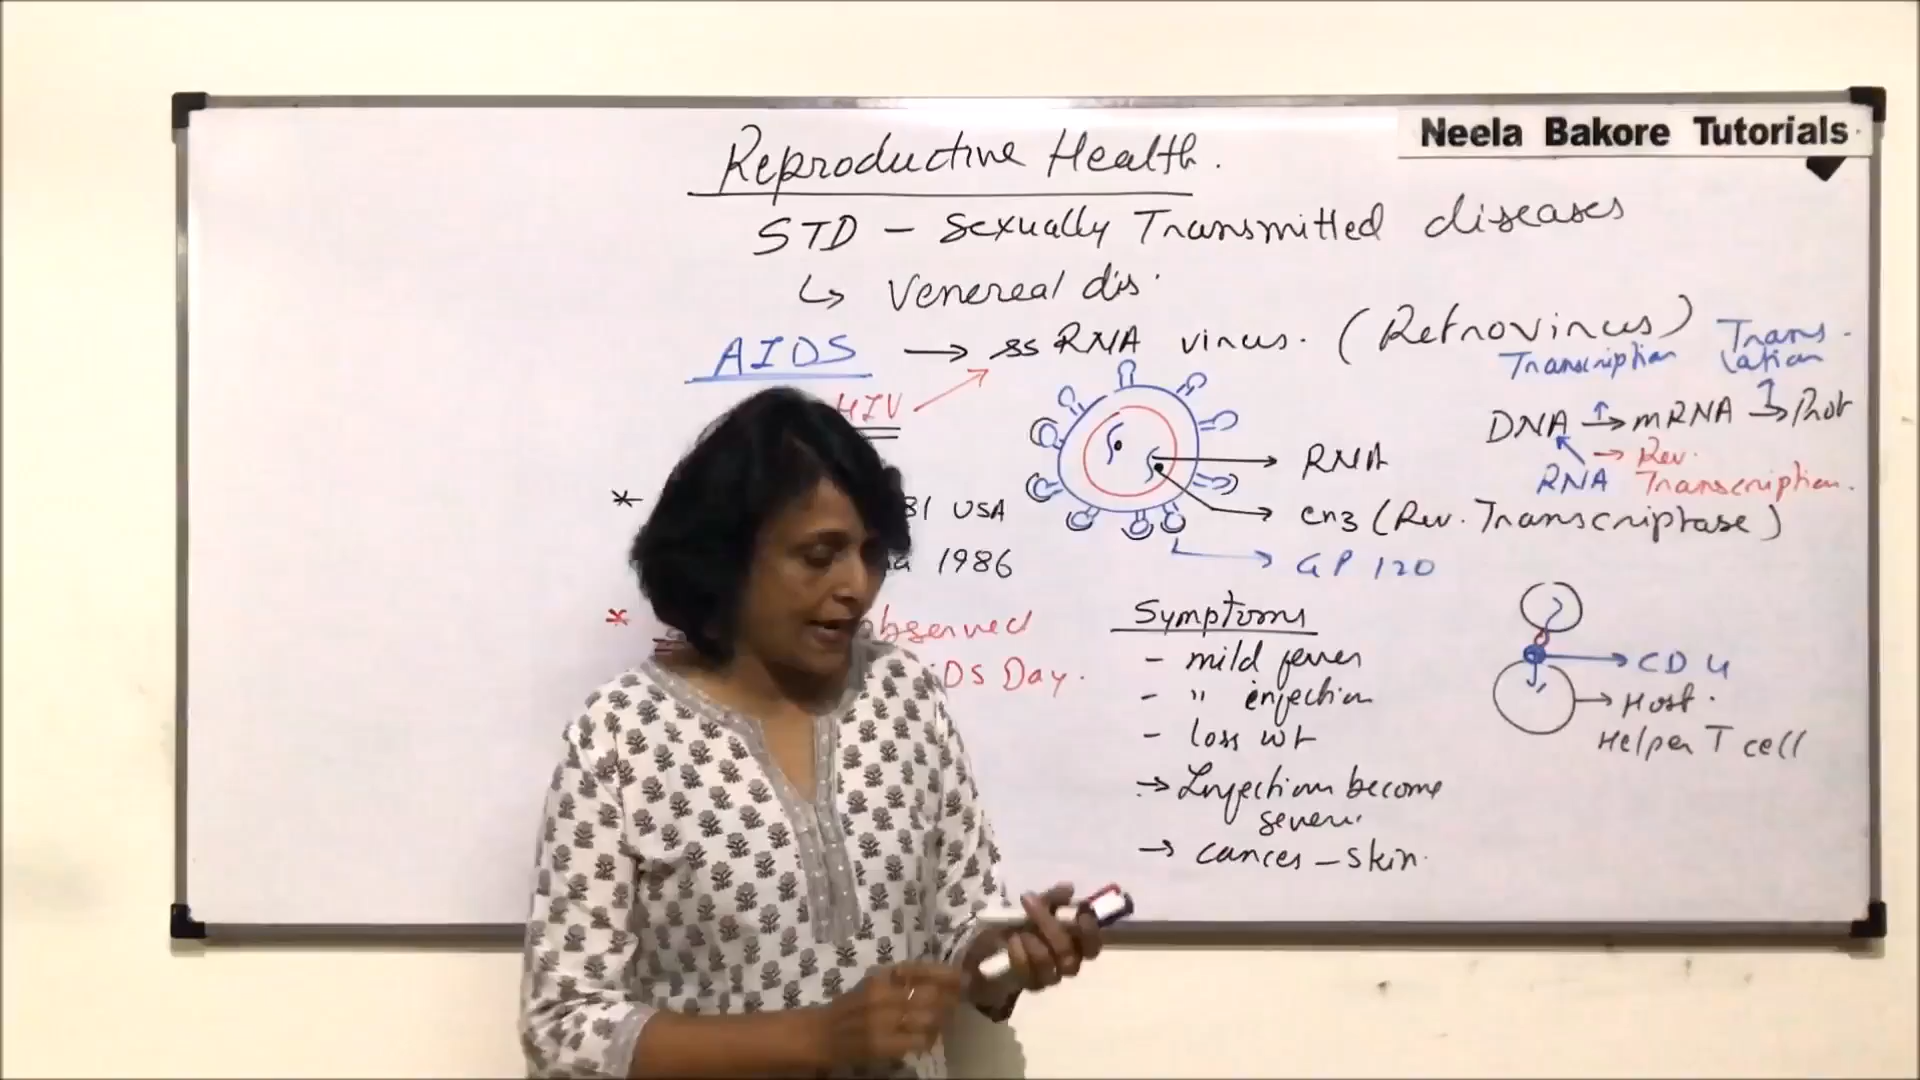 Neela Bakore Tutorials
Reproductive Health.
STD - Sexually Transmitted diseases
↳ Venereal dis.
AIDS → ss RNA virus. (Retrovirus)
HIV
Transcription Trans-
lation
DNA → mRNA → Prot
RNA → Rev.
Transcription.
RNA
enz (Rev. Transcriptase)
GP 120
* 81 USA
1986
* observed
DS Day.
Symptoms
- mild fever
- " infection
- loss wt
→ Infection become
severe.
→ cancer - skin.
CD 4
Host.
Helper T cell